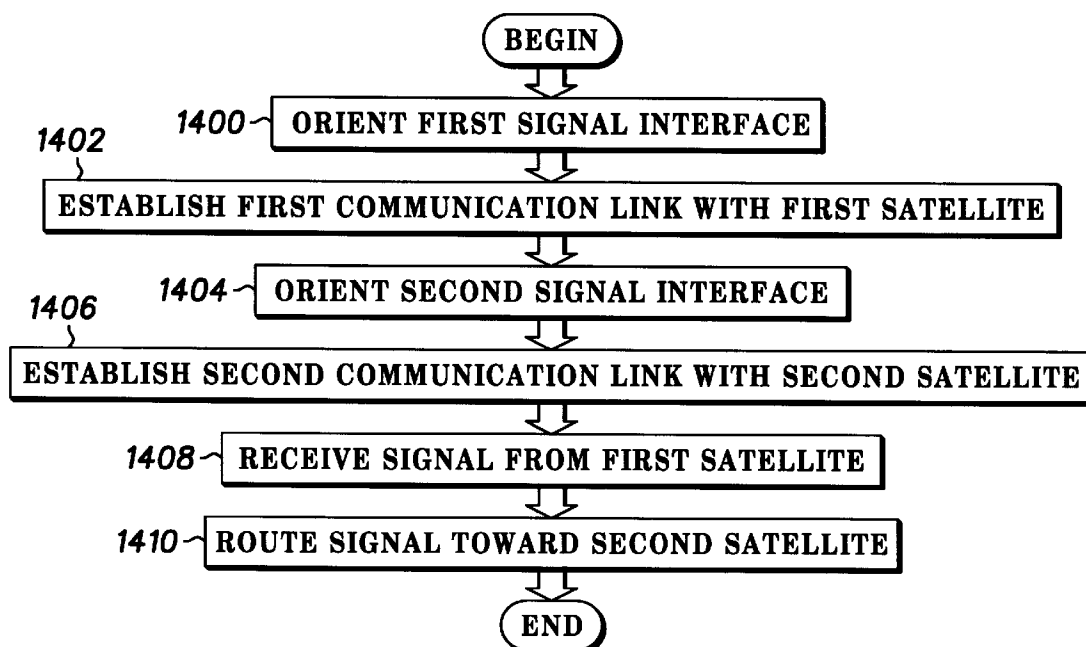 BEGIN
1400 ORIENT FIRST SIGNAL INTERFACE
1402
ESTABLISH FIRST COMMUNICATION LINK WITH FIRST SATELLITE
1404 ORIENT SECOND SIGNAL INTERFACE
1406
ESTABLISH SECOND COMMUNICATION LINK WITH SECOND SATELLITE
1408 RECEIVE SIGNAL FROM FIRST SATELLITE
1410 ROUTE SIGNAL TOWARD SECOND SATELLITE
END